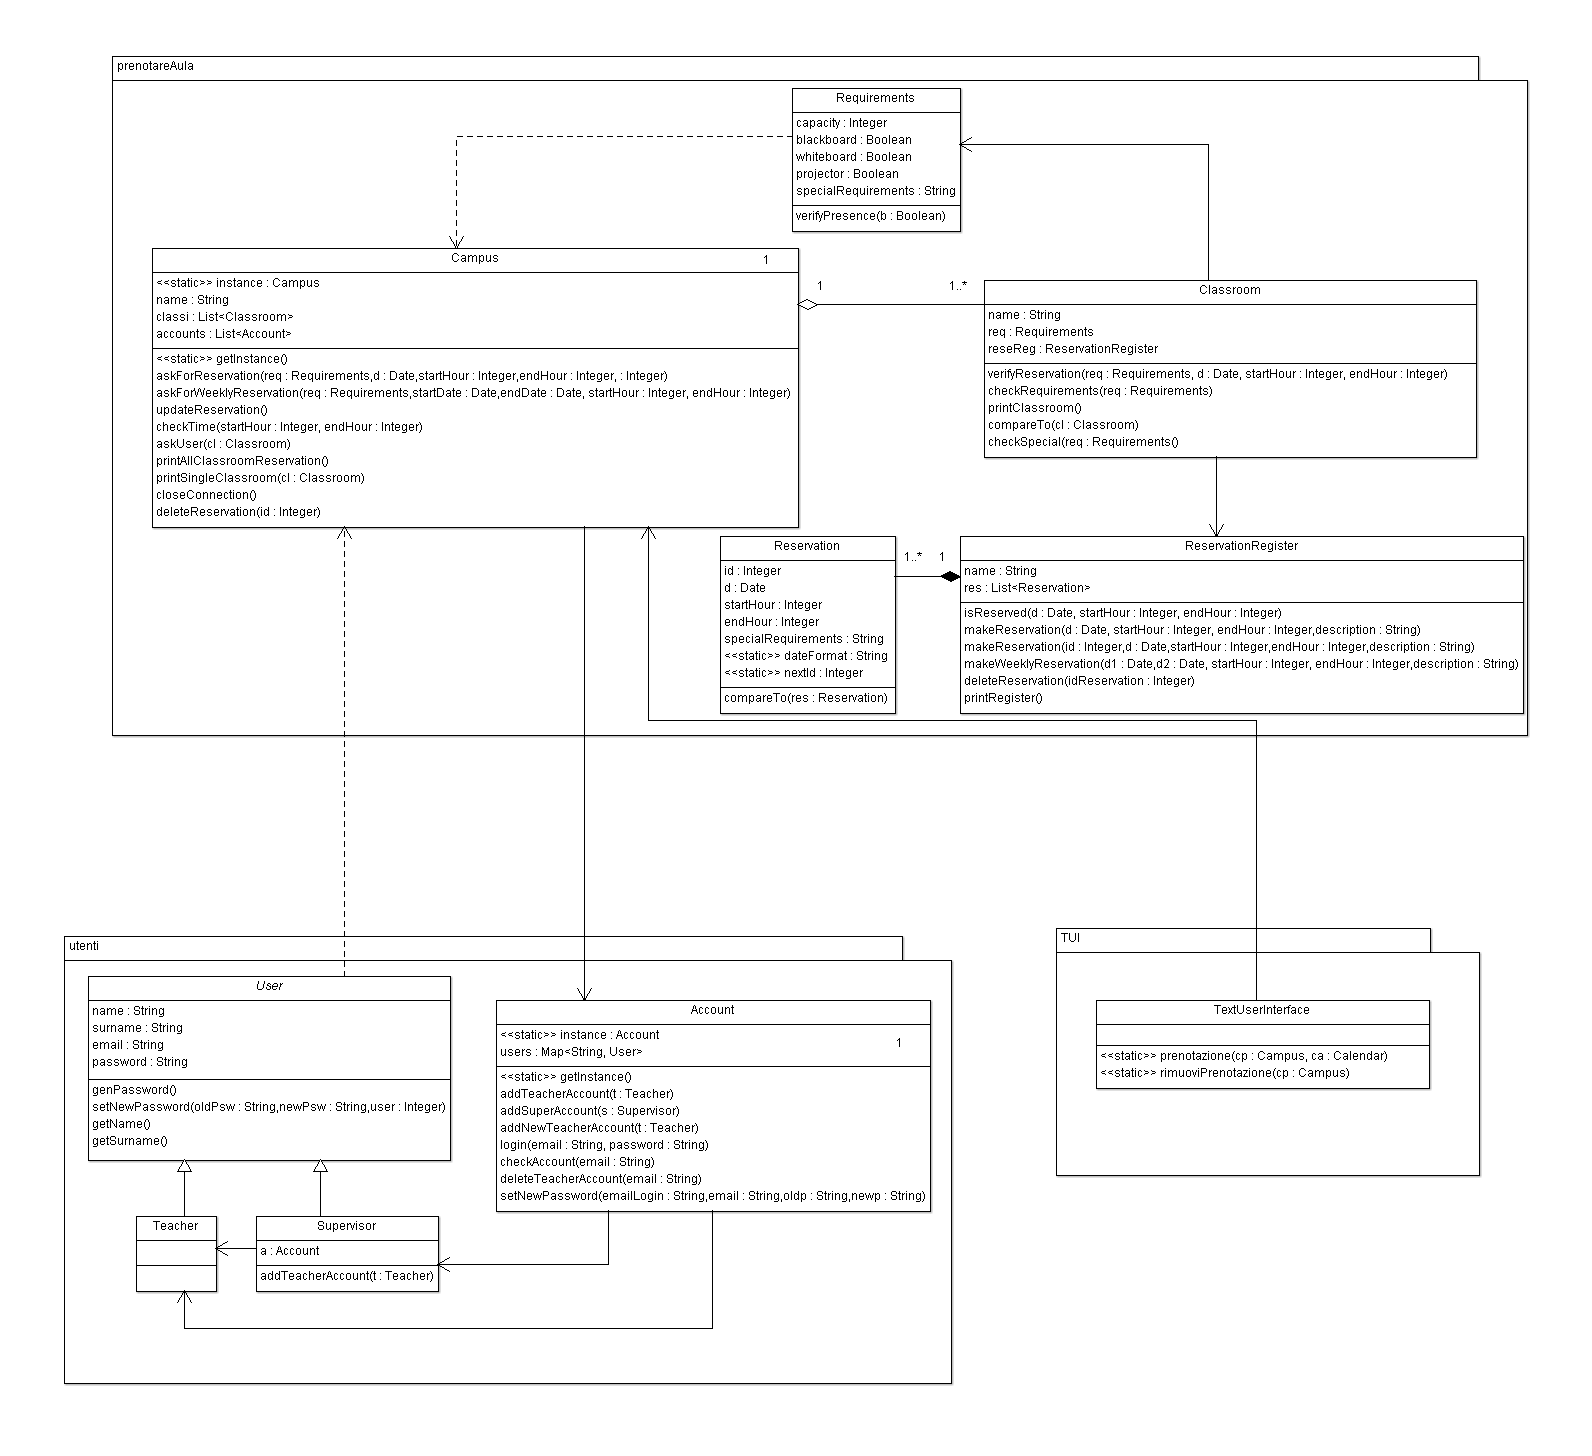 prenotareAula
Requirements
capacity : Integer
blackboard : Boolean
whiteboard : Boolean
projector : Boolean
specialRequirements : String
verifyPresence(b : Boolean)
Campus
1
<<static>> instance : Campus
name : String
classi : List<Classroom>
accounts : List<Account>
<<static>> getInstance()
askForReservation(req : Requirements,d : Date,startHour : Integer,endHour : Integer, : Integer)
askForWeeklyReservation(req : Requirements,startDate : Date,endDate : Date, startHour : Integer, endHour : Integer)
updateReservation()
checkTime(startHour : Integer, endHour : Integer)
askUser(cl : Classroom)
printAllClassroomReservation()
printSingleClassroom(cl : Classroom)
closeConnection()
deleteReservation(id : Integer)
1
1..*
Classroom
name : String
req : Requirements
reseReg : ReservationRegister
verifyReservation(req : Requirements, d : Date, startHour : Integer, endHour : Integer)
checkRequirements(req : Requirements)
printClassroom()
compareTo(cl : Classroom)
checkSpecial(req : Requirements()
Reservation
id : Integer
d : Date
startHour : Integer
endHour : Integer
specialRequirements : String
<<static>> dateFormat : String
<<static>> nextId : Integer
compareTo(res : Reservation)
1..*
1
ReservationRegister
name : String
res : List<Reservation>
isReserved(d : Date, startHour : Integer, endHour : Integer)
makeReservation(d : Date, startHour : Integer, endHour : Integer,description : String)
makeReservation(id : Integer,d : Date,startHour : Integer,endHour : Integer,description : String)
makeWeeklyReservation(d1 : Date,d2 : Date, startHour : Integer, endHour : Integer,description : String)
deleteReservation(idReservation : Integer)
printRegister()
utenti
User
name : String
surname : String
email : String
password : String
genPassword()
setNewPassword(oldPsw : String,newPsw : String,user : Integer)
getName()
getSurname()
Teacher
Supervisor
a : Account
addTeacherAccount(t : Teacher)
Account
<<static>> instance : Account
1
users : Map<String, User>
<<static>> getInstance()
addTeacherAccount(t : Teacher)
addSuperAccount(s : Supervisor)
addNewTeacherAccount(t : Teacher)
login(email : String, password : String)
checkAccount(email : String)
deleteTeacherAccount(email : String)
setNewPassword(emailLogin : String,email : String,oldp : String,newp : String)
TUI
TextUserInterface
<<static>> prenotazione(cp : Campus, ca : Calendar)
<<static>> rimuoviPrenotazione(cp : Campus)